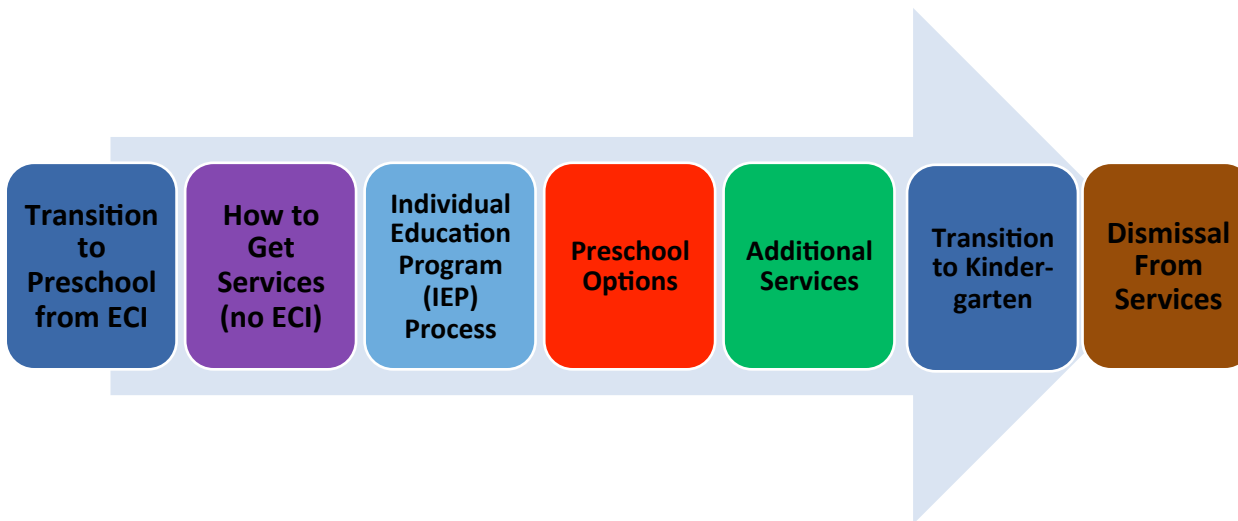 Transition
to
Preschool
from ECI
How to
Get
Services
(no ECI)
Individual
Education
Program
(IEP)
Process
Preschool
Options
Additional
Services
Transition
to Kinder-
garten
Dismissal
From
Services